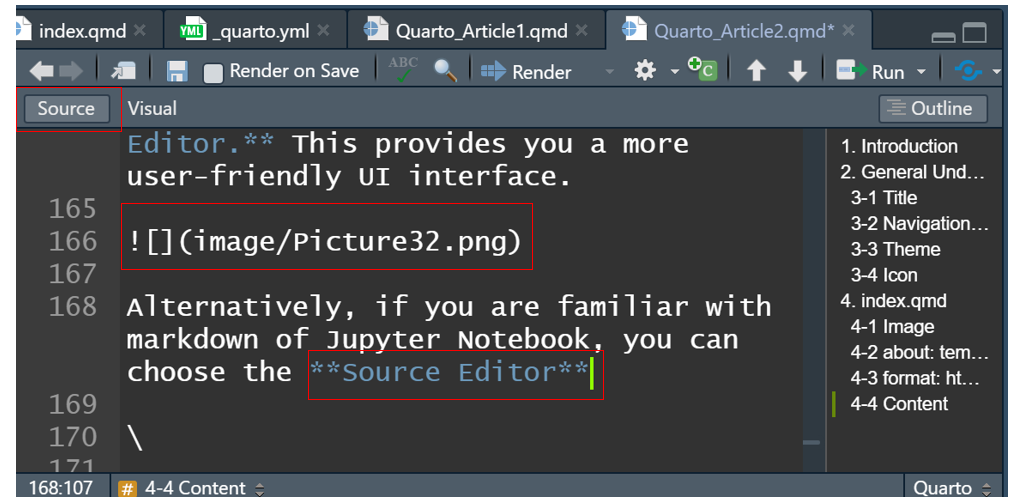 index.qmd × YML _quarto.yml × Quarto_Article1.qmd × Quarto_Article2.qmd* ×
Render on Save ABC Render C Run
Source Visual Outline
Editor.** This provides you a more
user-friendly UI interface.
165
166 ![](image/Picture32.png)
167
168 Alternatively, if you are familiar with
markdown of Jupyter Notebook, you can
choose the **Source Editor**
169
170 \
171
1. Introduction
2. General Und...
3-1 Title
3-2 Navigation...
3-3 Theme
3-4 Icon
4. index.qmd
4-1 Image
4-2 about: tem...
4-3 format: ht...
4-4 Content
168:107 # 4-4 Content Quarto